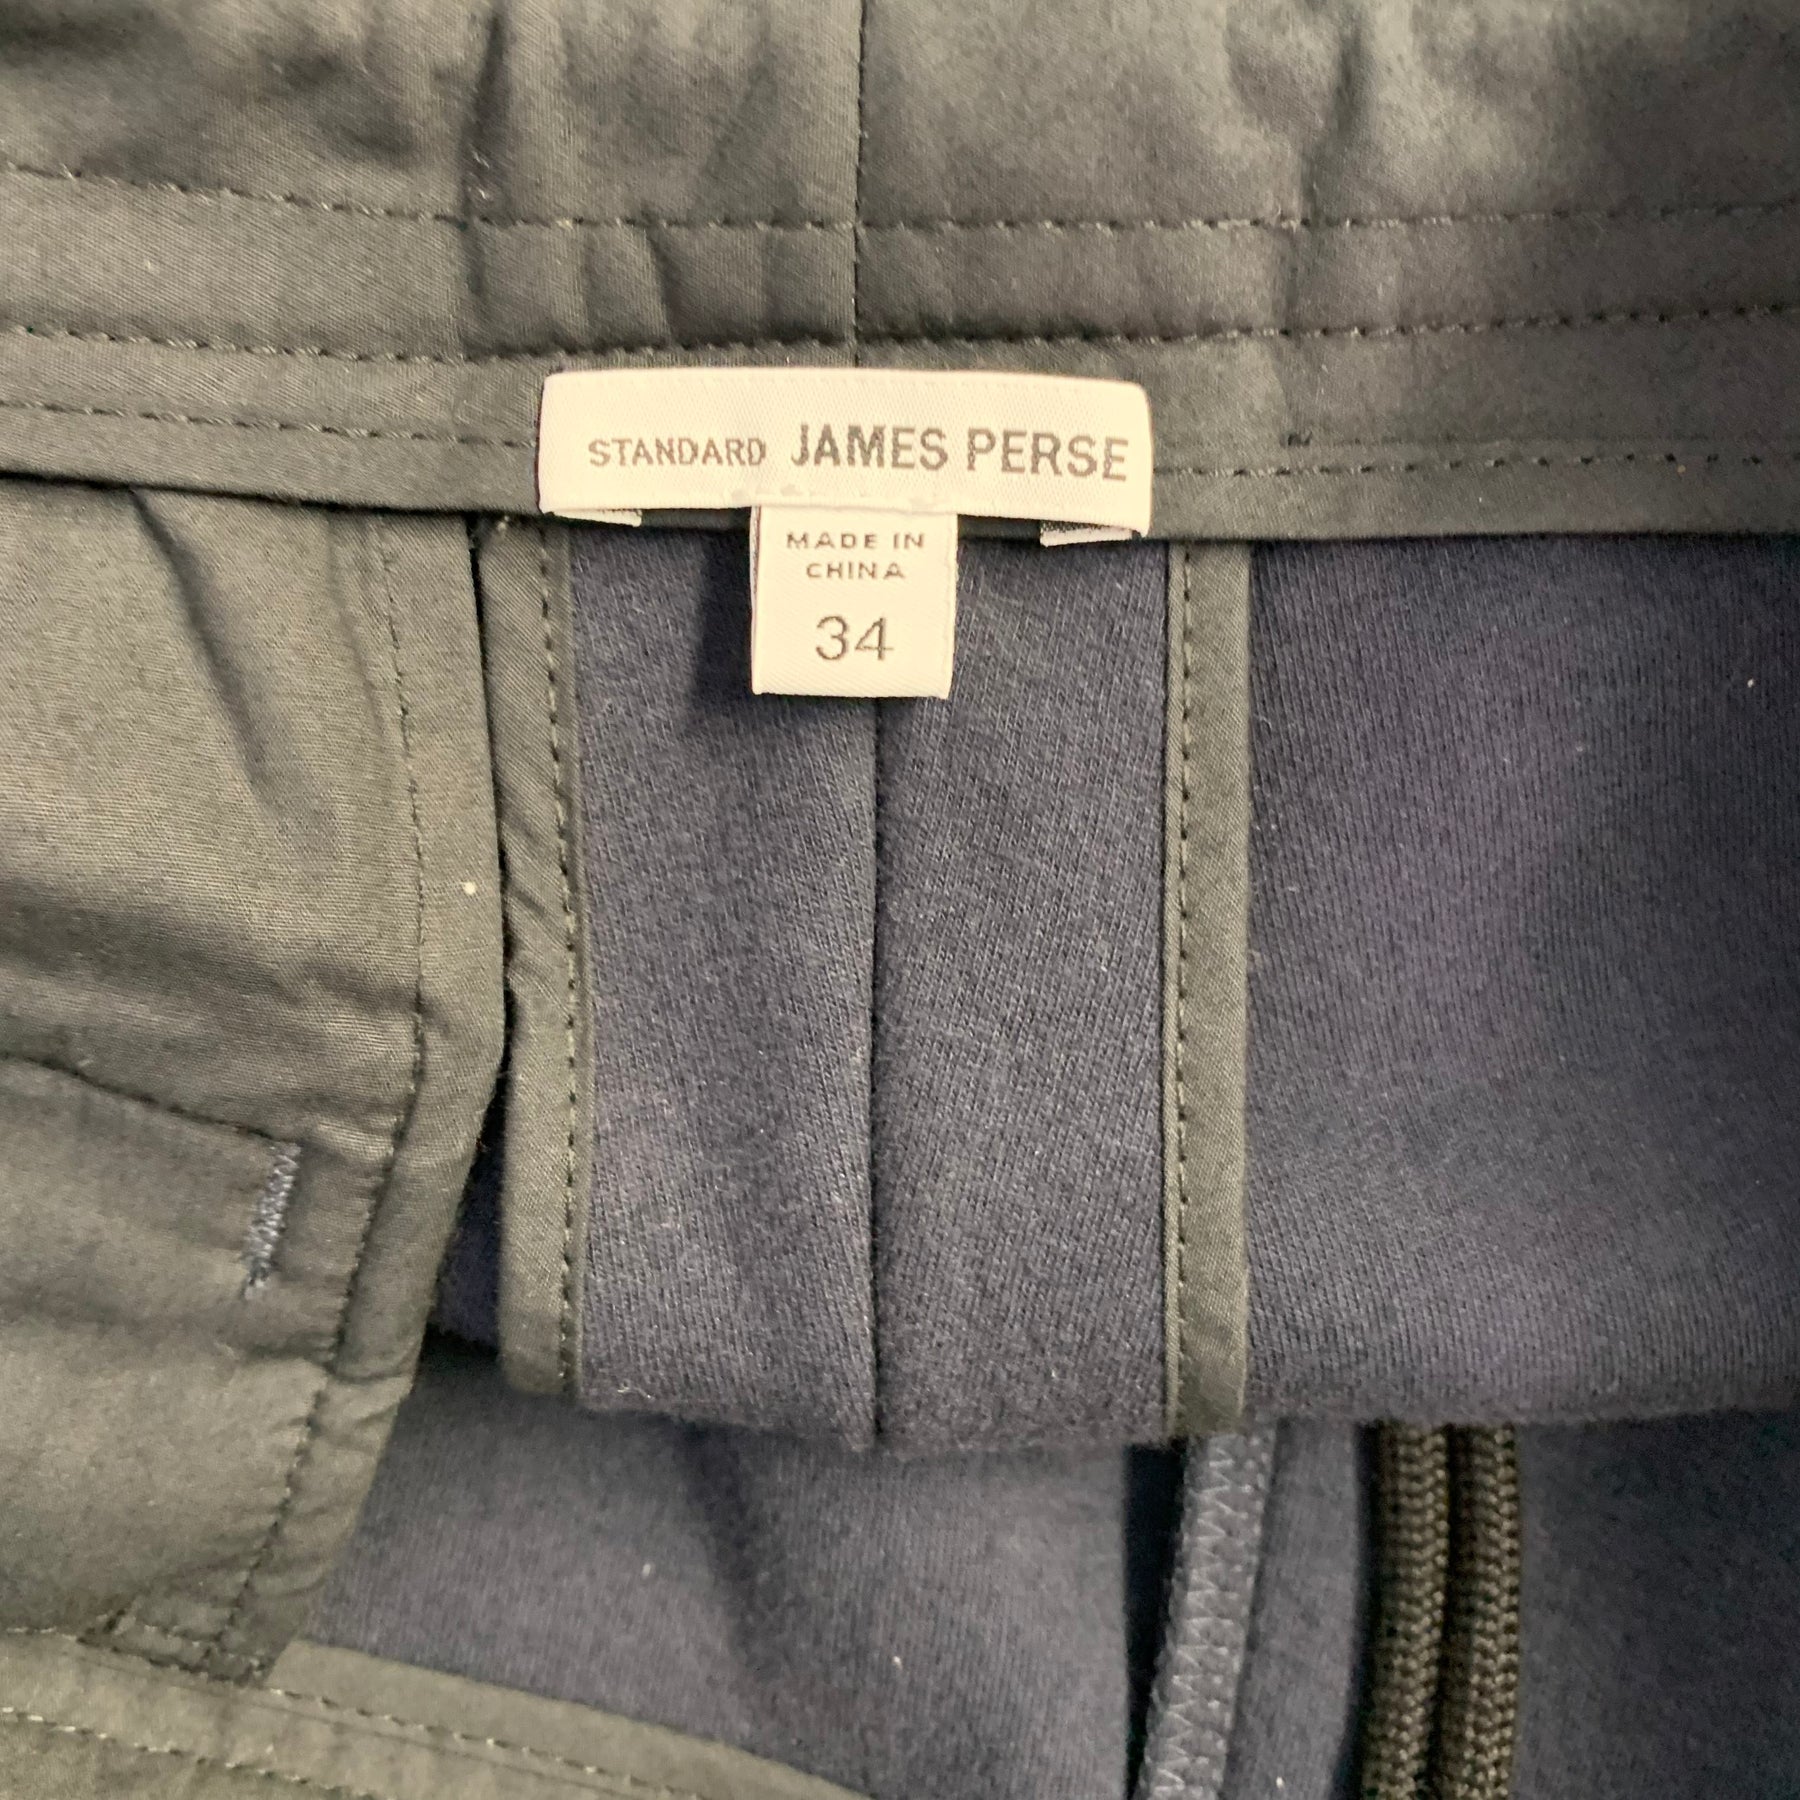 STANDARD JAMES PERSE
MADE IN
CHINA
34